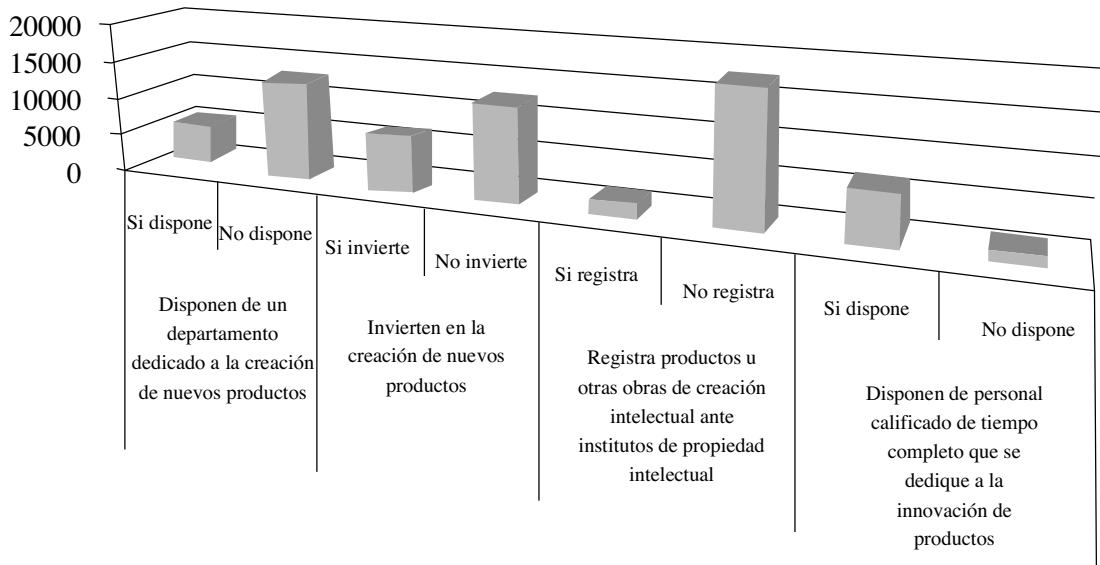 20000
15000
10000
5000
0
Si dispone
No dispone
Si invierte
No invierte
Si registra
No registra
Si dispone
No dispone
Disponen de un
departamento
dedicado a la creación
de nuevos productos
Invierten en la
creación de nuevos
productos
Registra productos u
otras obras de creación
intelectual ante
institutos de propiedad
intelectual
Disponen de personal
calificado de tiempo
completo que se
dedique a la
innovación de
productos